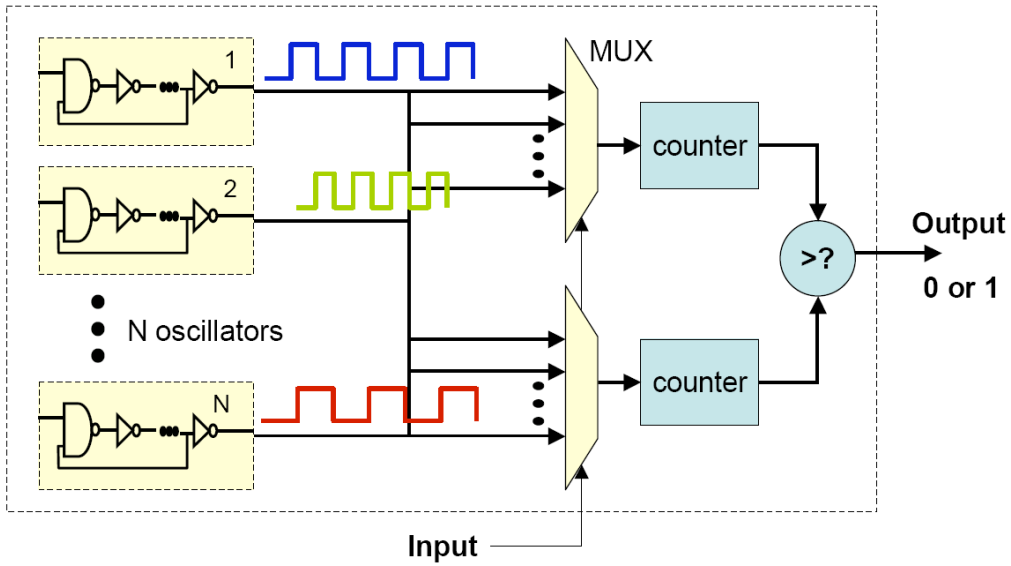 1
MUX
counter
2
Output
>?
0 or 1
N oscillators
counter
N
Input